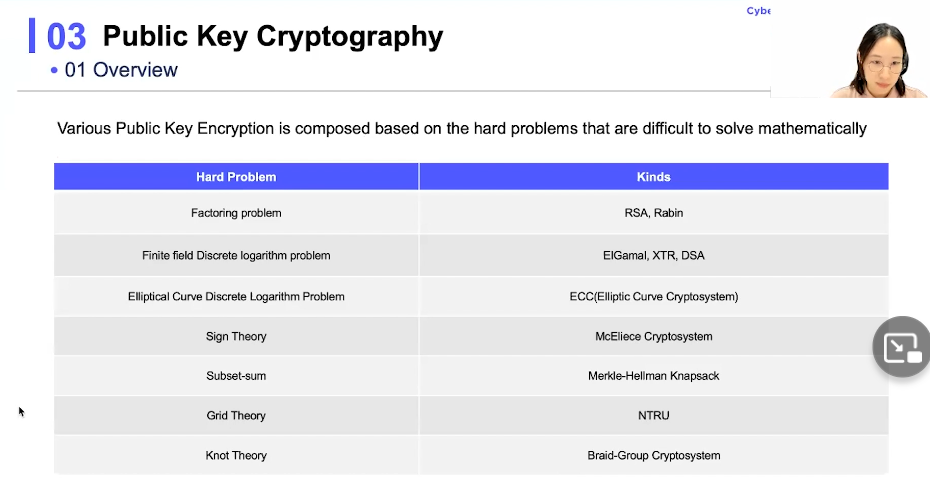 Cybe
03 Public Key Cryptography
• 01 Overview
Various Public Key Encryption is composed based on the hard problems that are difficult to solve mathematically
Hard Problem Kinds
Factoring problem RSA, Rabin
Finite field Discrete logarithm problem ElGamal, XTR, DSA
Elliptical Curve Discrete Logarithm Problem ECC(Elliptic Curve Cryptosystem)
Sign Theory McEliece Cryptosystem
Subset-sum Merkle-Hellman Knapsack
Grid Theory NTRU
Knot Theory Braid-Group Cryptosystem